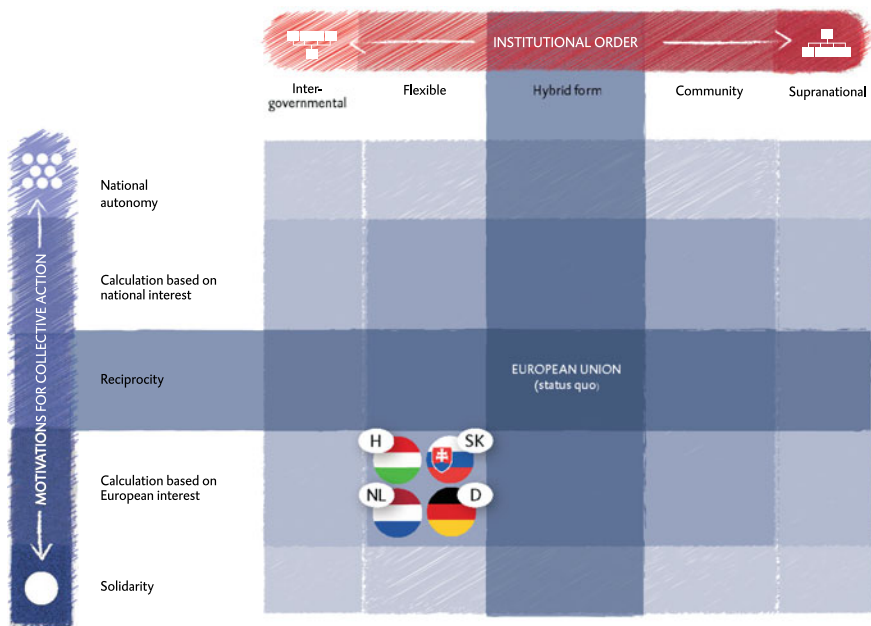 INSTITUTIONAL ORDER
Inter-
governmental
Flexible
Hybrid form
Community
Supranational
MOTIVATIONS FOR COLLECTIVE ACTION
National
autonomy
Calculation based on
national interest
Reciprocity
EUROPEAN UNION
(status quo)
H
SK
Calculation based on
European interest
NL
D
Solidarity